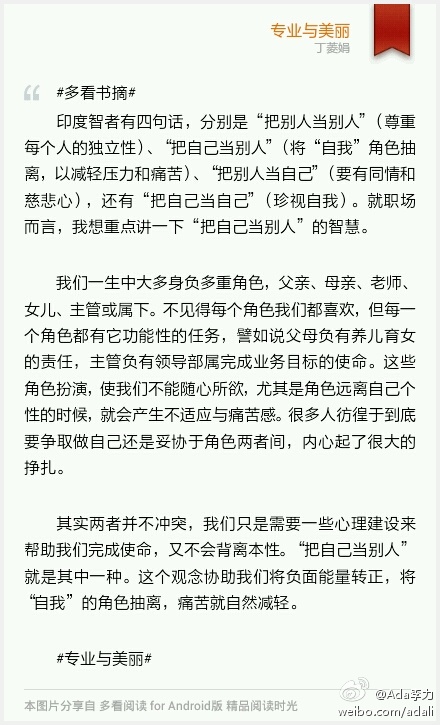 专业与美丽
丁菱娟
#多看书摘#
印度智者有四句话，分别是“把别人当别人”（尊重
每个人的独立性）、“把自己当别人”（将“自我”角色抽
离，以减轻压力和痛苦）、“把别人当自己”（要有同情和
慈悲心），还有“把自己当自己”（珍视自我）。就职场
而言，我想重点讲一下“把自己当别人”的智慧。
我们一生中大多身负多重角色，父亲、母亲、老师、
女儿、主管或属下。不见得每个角色我们都喜欢，但每一
个角色都有它功能性的任务，譬如说父母负有养儿育女
的责任，主管负有领导部属完成业务目标的使命。这些
角色扮演，使我们不能随心所欲，尤其是角色远离自己个
性的时候，就会产生不适应与痛苦感。很多人彷徨于到底
要争取做自己还是妥协于角色两者间，内心起了很大的
挣扎。
其实两者并不冲突，我们只是需要一些心理建设来
帮助我们完成使命，又不会背离本性。“把自己当别人”
就是其中一种。这个观念协助我们将负面能量转正，将
“自我”的角色抽离，痛苦就自然减轻。
#专业与美丽#
本图片分享自 多看阅读 for Android版 精品阅读时光
@Ada李力
weibo.com/adali